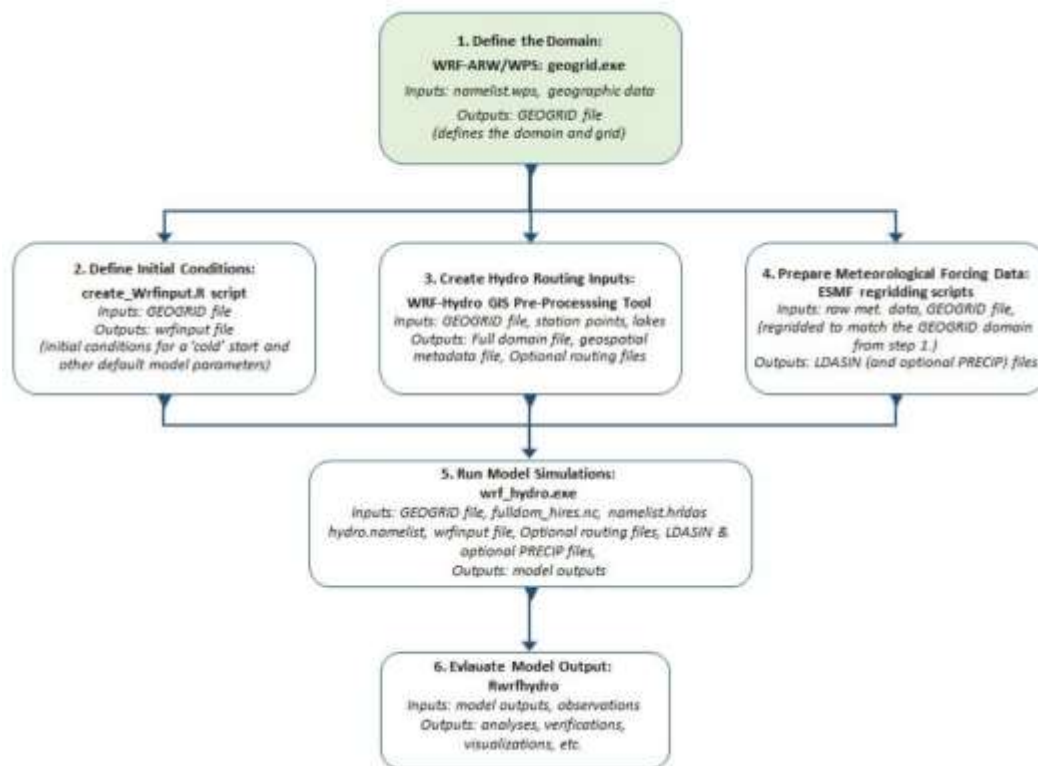 1. Define the Domain:
WRF-ARW/WPS: geogrid.exe
Inputs: namelist.wps, geographic data
Outputs: GEOGRID file
(defines the domain and grid)
2. Define Initial Conditions:
create_Wrfinput.R script
Inputs: GEOGRID file
Outputs: wrfinput file
(initial conditions for a 'cold' start and
other default model parameters)
3. Create Hydro Routing Inputs:
WRF-Hydro GIS Pre-Processsing Tool
Inputs: GEOGRID file, station points, lakes
Outputs: Full domain file, geospatial
metadata file, Optional routing files
4. Prepare Meteorological Forcing Data:
ESMF regridding scripts
Inputs: raw met. data, GEOGRID file,
(regridded to match the GEOGRID domain
from step 1.)
Outputs: LDASIN (and optional PRECIP) files
5. Run Model Simulations:
wrf_hydro.exe
Inputs: GEOGRID file, fulldom_hires.nc, namelist.hrldas
hydro.namelist, wrfinput file, Optional routing files, LDASIN &
optional PRECIP files,
Outputs: model outputs
6. Evlauate Model Output:
Rwrfhydro
Inputs: model outputs, observations
Outputs: analyses, verifications,
visualizations, etc.